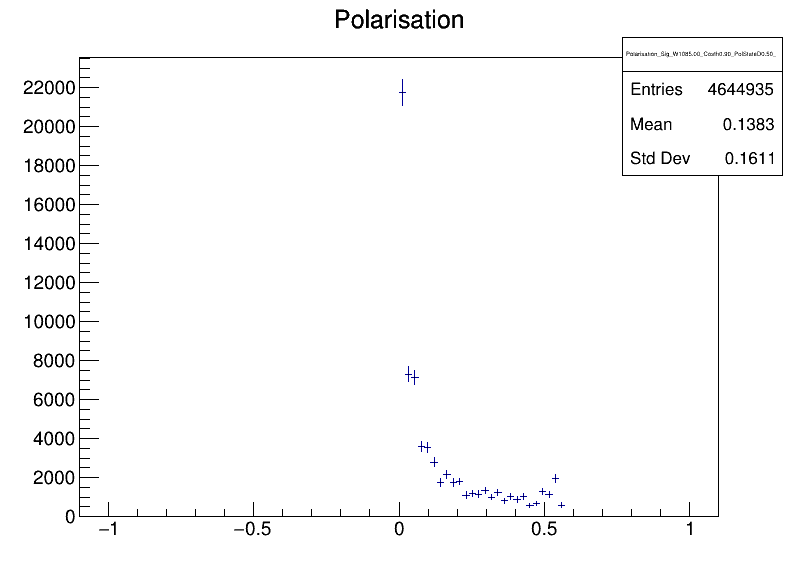 Polarisation
Polarisation_Sig_W1085.00_Costh0.90_PolStateD0.50_
Entries 4644935
Mean 0.1383
Std Dev 0.1611
22000
20000
18000
16000
14000
12000
10000
8000
6000
4000
2000
0
−1 −0.5 0 0.5 1